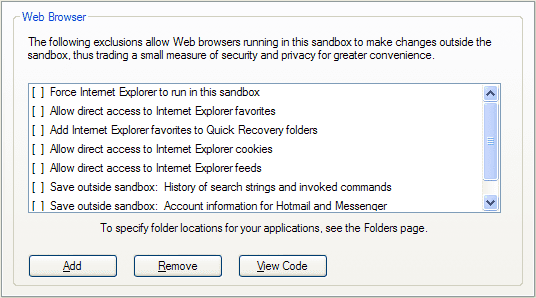 Web Browser
The following exclusions allow Web browsers running in this sandbox to make changes outside the
sandbox, thus trading a small measure of security and privacy for greater convenience.
[ ] Force Internet Explorer to run in this sandbox
[ ] Allow direct access to Internet Explorer favorites
[ ] Add Internet Explorer favorites to Quick Recovery folders
[ ] Allow direct access to Internet Explorer cookies
[ ] Allow direct access to Internet Explorer feeds
[ ] Save outside sandbox: History of search strings and invoked commands
[ ] Save outside sandbox: Account information for Hotmail and Messenger
To specify folder locations for your applications, see the Folders page.
Add Remove View Code